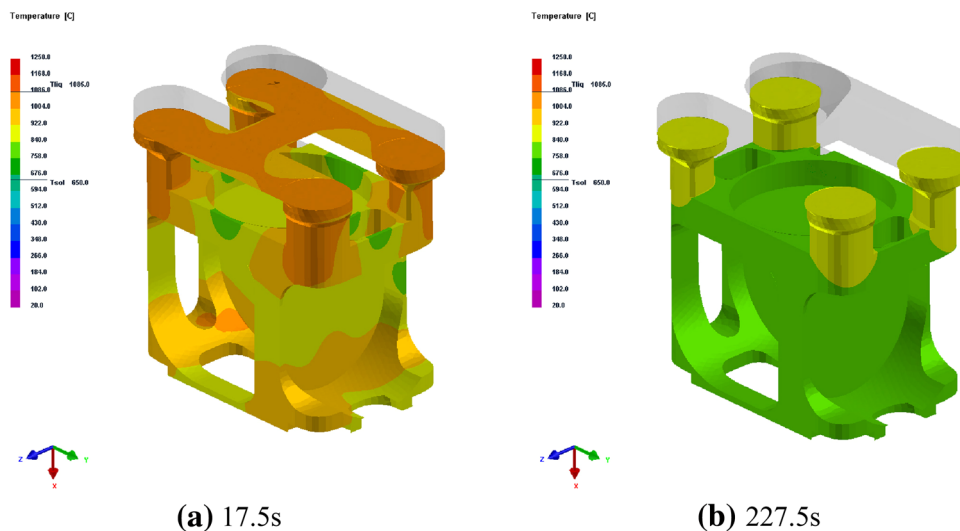 Temperature [C]
1250.0
1168.0
Tliq 1086.0
1086.0
1004.0
922.0
840.0
758.0
676.0
Tsol 650.0
594.0
512.0
430.0
348.0
266.0
184.0
102.0
20.0
Z
Y
X
(a) 17.5s
Temperature [C]
1250.0
1168.0
Tliq 1086.0
1086.0
1004.0
922.0
840.0
758.0
676.0
Tsol 650.0
594.0
512.0
430.0
348.0
266.0
184.0
102.0
20.0
Z
Y
X
(b) 227.5s